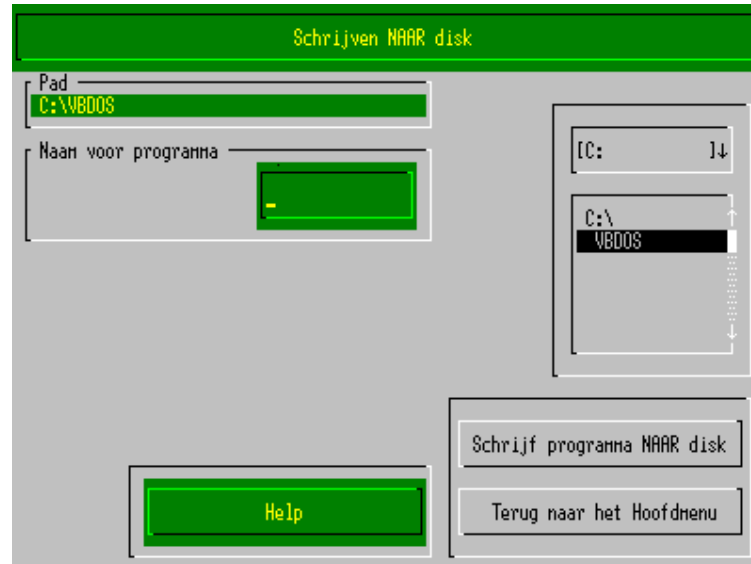 Schrijven NAAR disk
Pad
C:\VBDOS
Naam voor programma
_
[C: ]↓
C:\
VBDOS
Schrijf programma NAAR disk
Help
Terug naar het Hoofdmenu